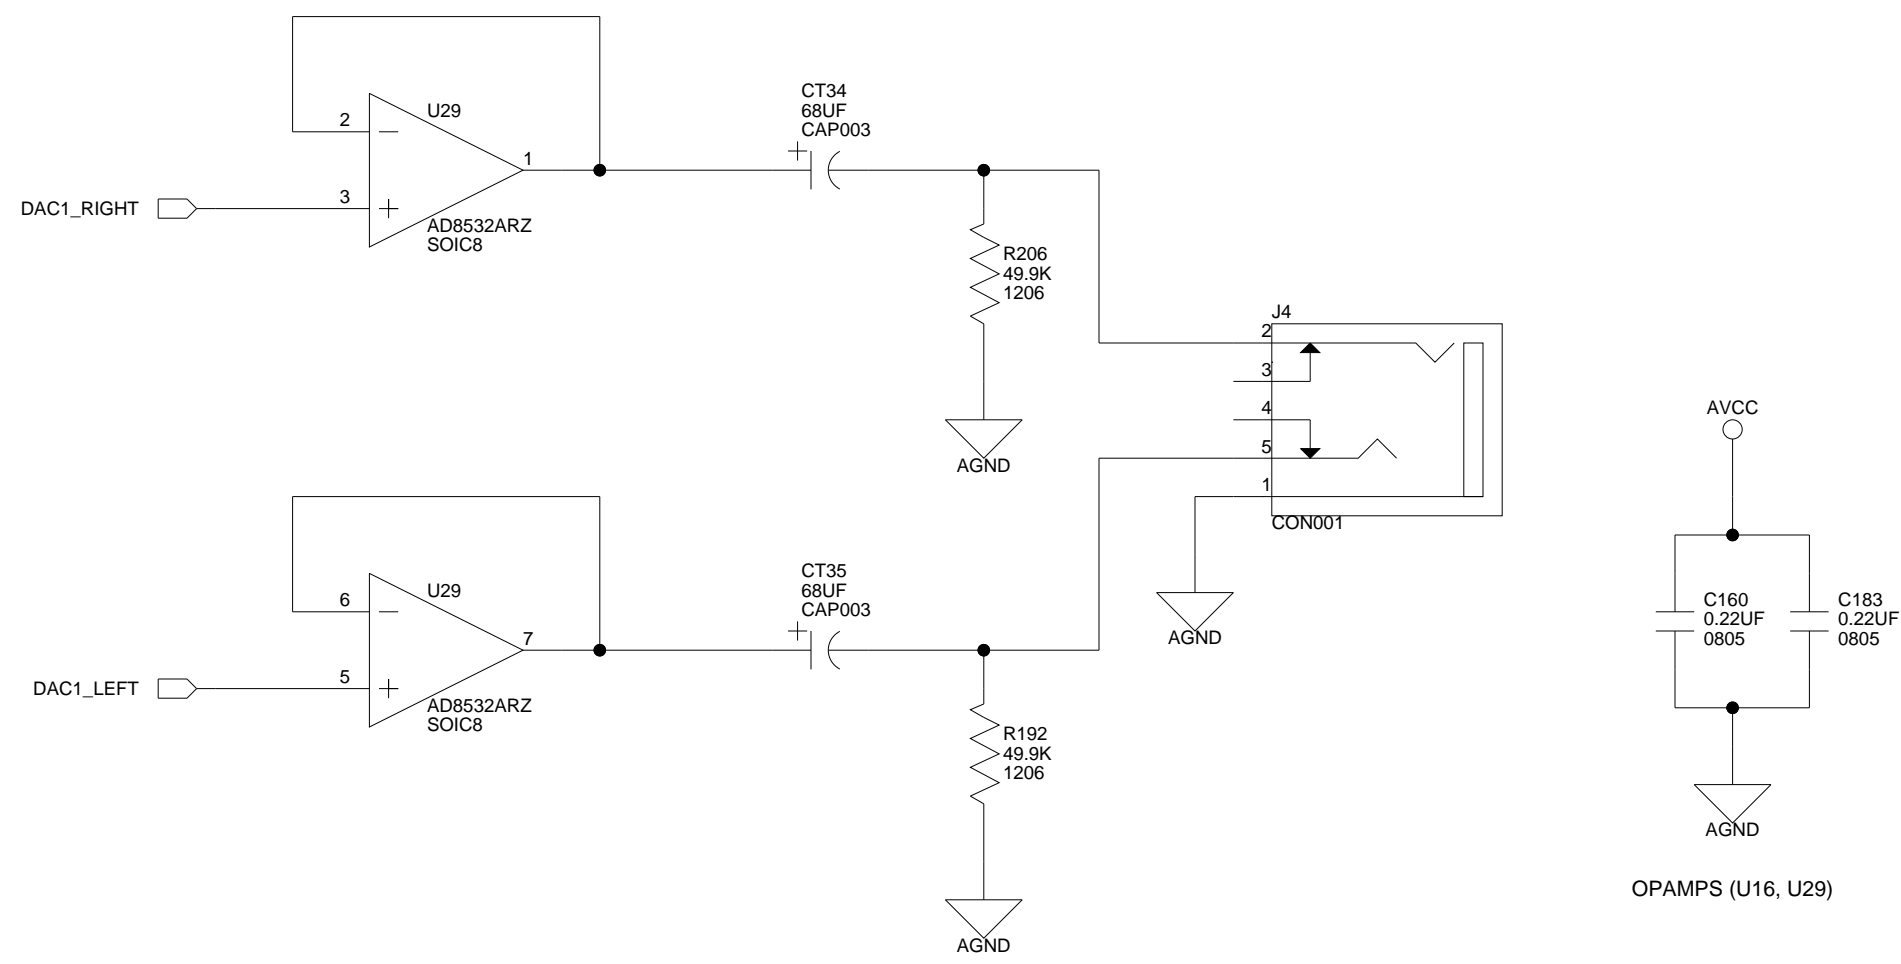 CT34
68UF
CAP003
U29
2
3
1
+
DAC1_RIGHT
AD8532ARZ
SOIC8
R206
49.9K
1206
AGND
J4
2
3
4
5
1
CON001
AGND
AVCC
C160
0.22UF
0805
C183
0.22UF
0805
AGND
OPAMPS (U16, U29)
CT35
68UF
CAP003
U29
6
5
7
+
DAC1_LEFT
AD8532ARZ
SOIC8
R192
49.9K
1206
AGND